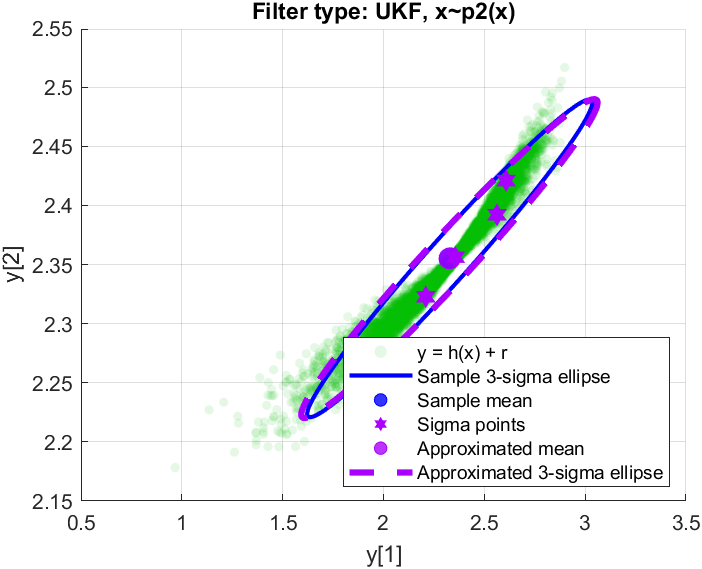 Filter type: UKF, x~p2(x)
2.55
2.5
2.45
2.4
2.35
2.3
2.25
2.2
2.15
y[2]
0.5 1 1.5 2 2.5 3 3.5
y[1]
y = h(x) + r
Sample 3-sigma ellipse
Sample mean
Sigma points
Approximated mean
Approximated 3-sigma ellipse